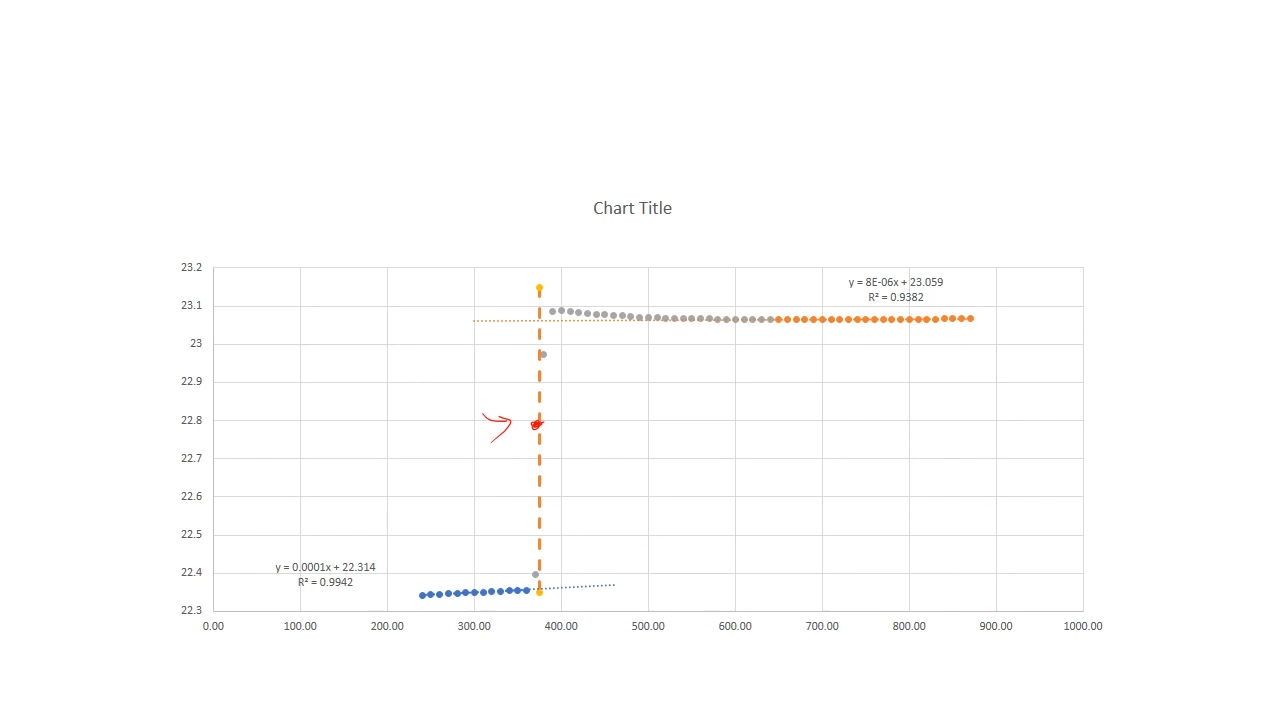 Chart Title
23.2
23.1
23
22.9
22.8
22.7
22.6
22.5
22.4
22.3
y = 8E-06x + 23.059
R² = 0.9382
y = 0.0001x + 22.314
R² = 0.9942
0.00 100.00 200.00 300.00 400.00 500.00 600.00 700.00 800.00 900.00 1000.00